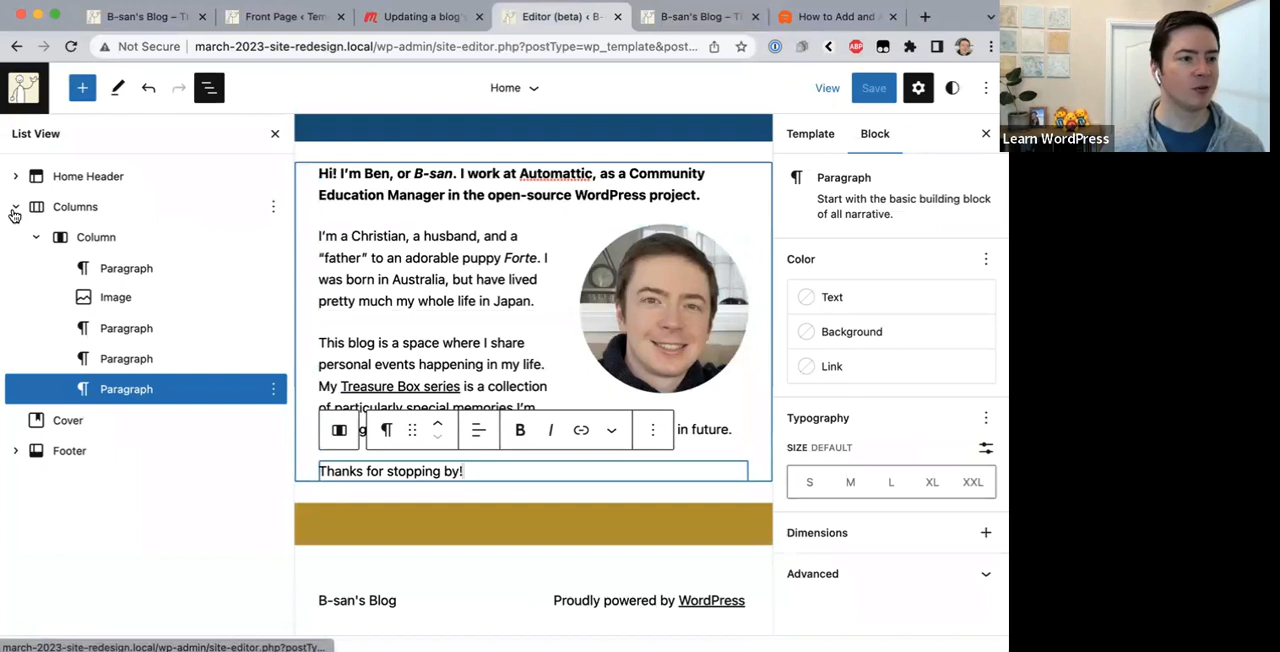 B-san's Blog – Tl
Front Page ‹ Tem
Updating a blog'
Editor (beta) ‹ B-
B-san's Blog – Tl
How to Add and
Not Secure
march-2023-site-redesign.local/wp-admin/site-editor.php?postType=wp_template&post...
ABP
Home
View
Save
Learn WordPress
List View
Home Header
Columns
Column
Paragraph
Image
Paragraph
Paragraph
Paragraph
Cover
Footer
Hi! I'm Ben, or B-san. I work at Automattic, as a Community
Education Manager in the open-source WordPress project.
I'm a Christian, a husband, and a
“father” to an adorable puppy Forte. I
was born in Australia, but have lived
pretty much my whole life in Japan.
This blog is a space where I share
personal events happening in my life.
My Treasure Box series is a collection
of particularly special memories I'm
in future.
B
I
Thanks for stopping by!
B-san's Blog
Proudly powered by WordPress
Template
Block
Paragraph
Start with the basic building block
of all narrative.
Color
Text
Background
Link
Typography
SIZE DEFAULT
S M L XL XXL
Dimensions
Advanced
march-2023-site-redesign.local/wp-admin/site-editor.php?postTy...